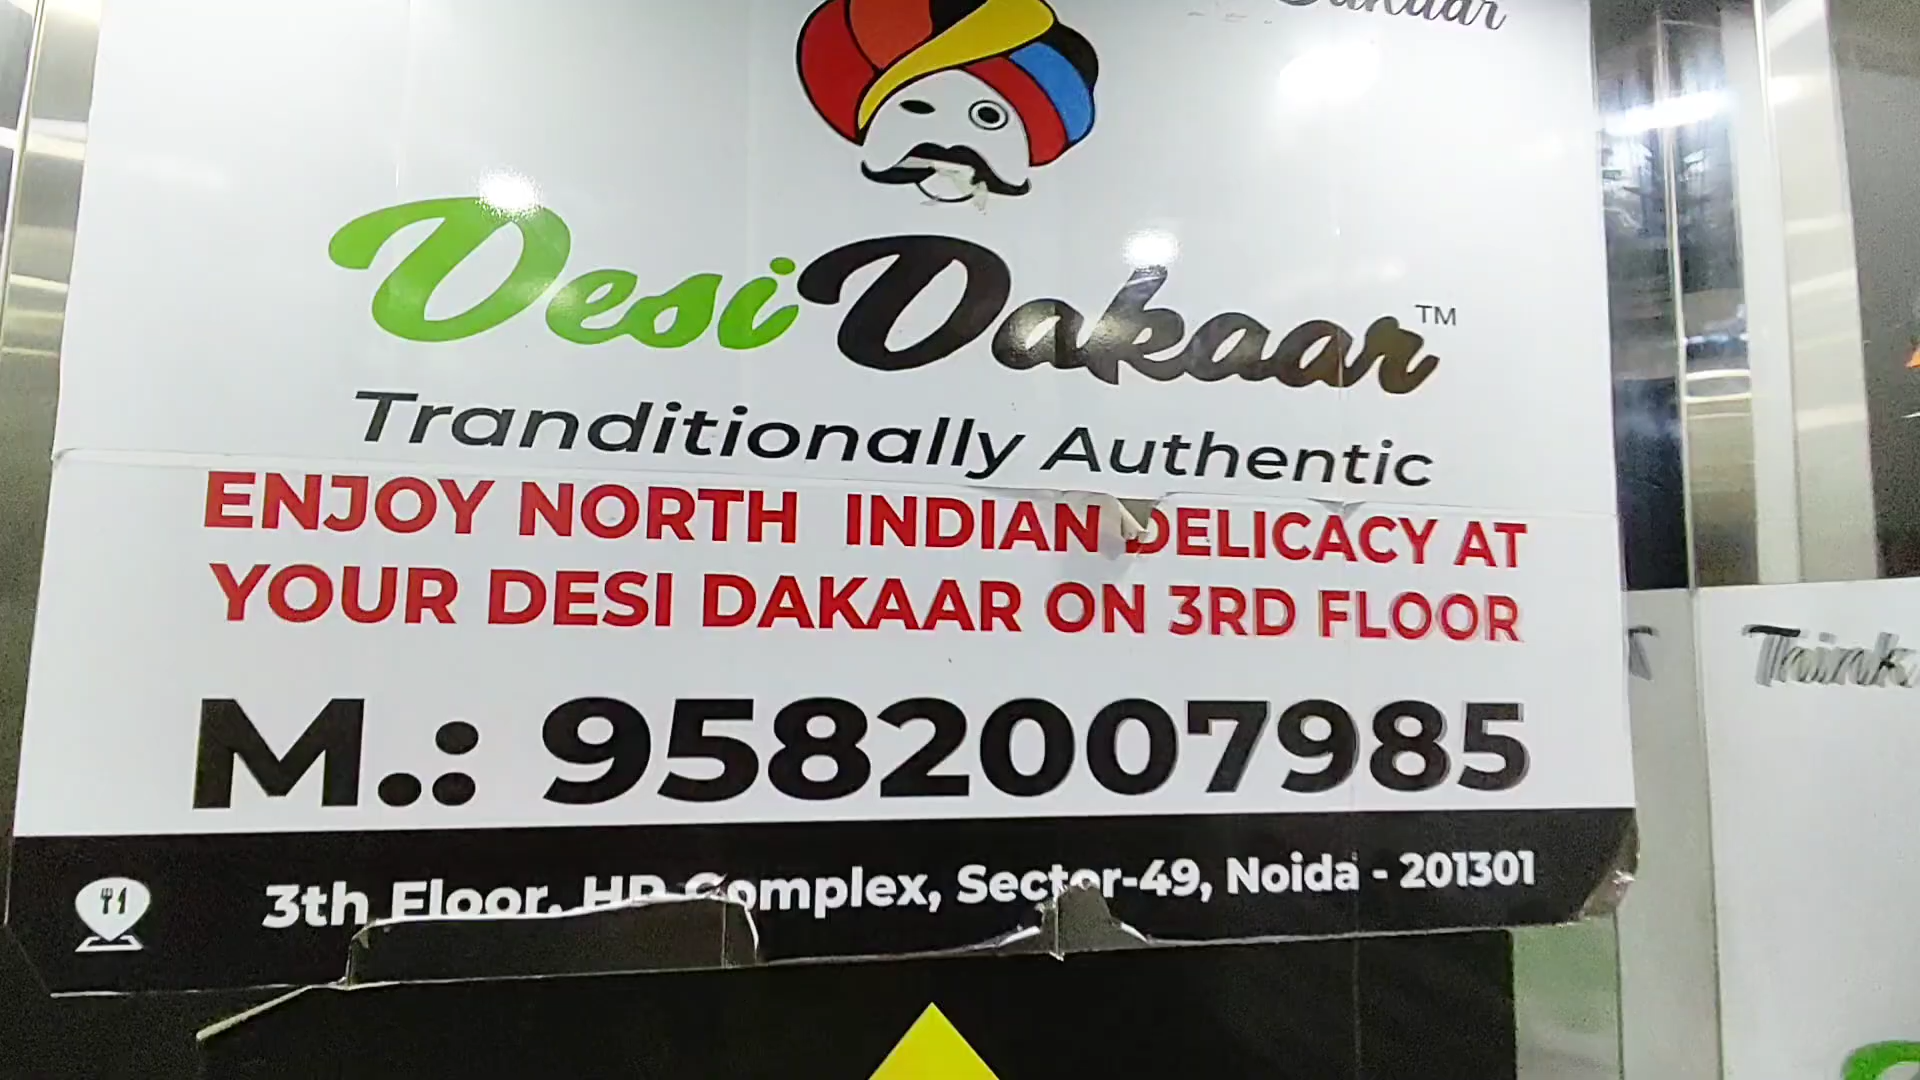 Dakaar
Desi Dakaar™
Tranditionally Authentic
ENJOY NORTH INDIAN DELICACY AT
YOUR DESI DAKAAR ON 3RD FLOOR
M.: 9582007985
3th Floor, HP Complex, Sector-49, Noida - 201301